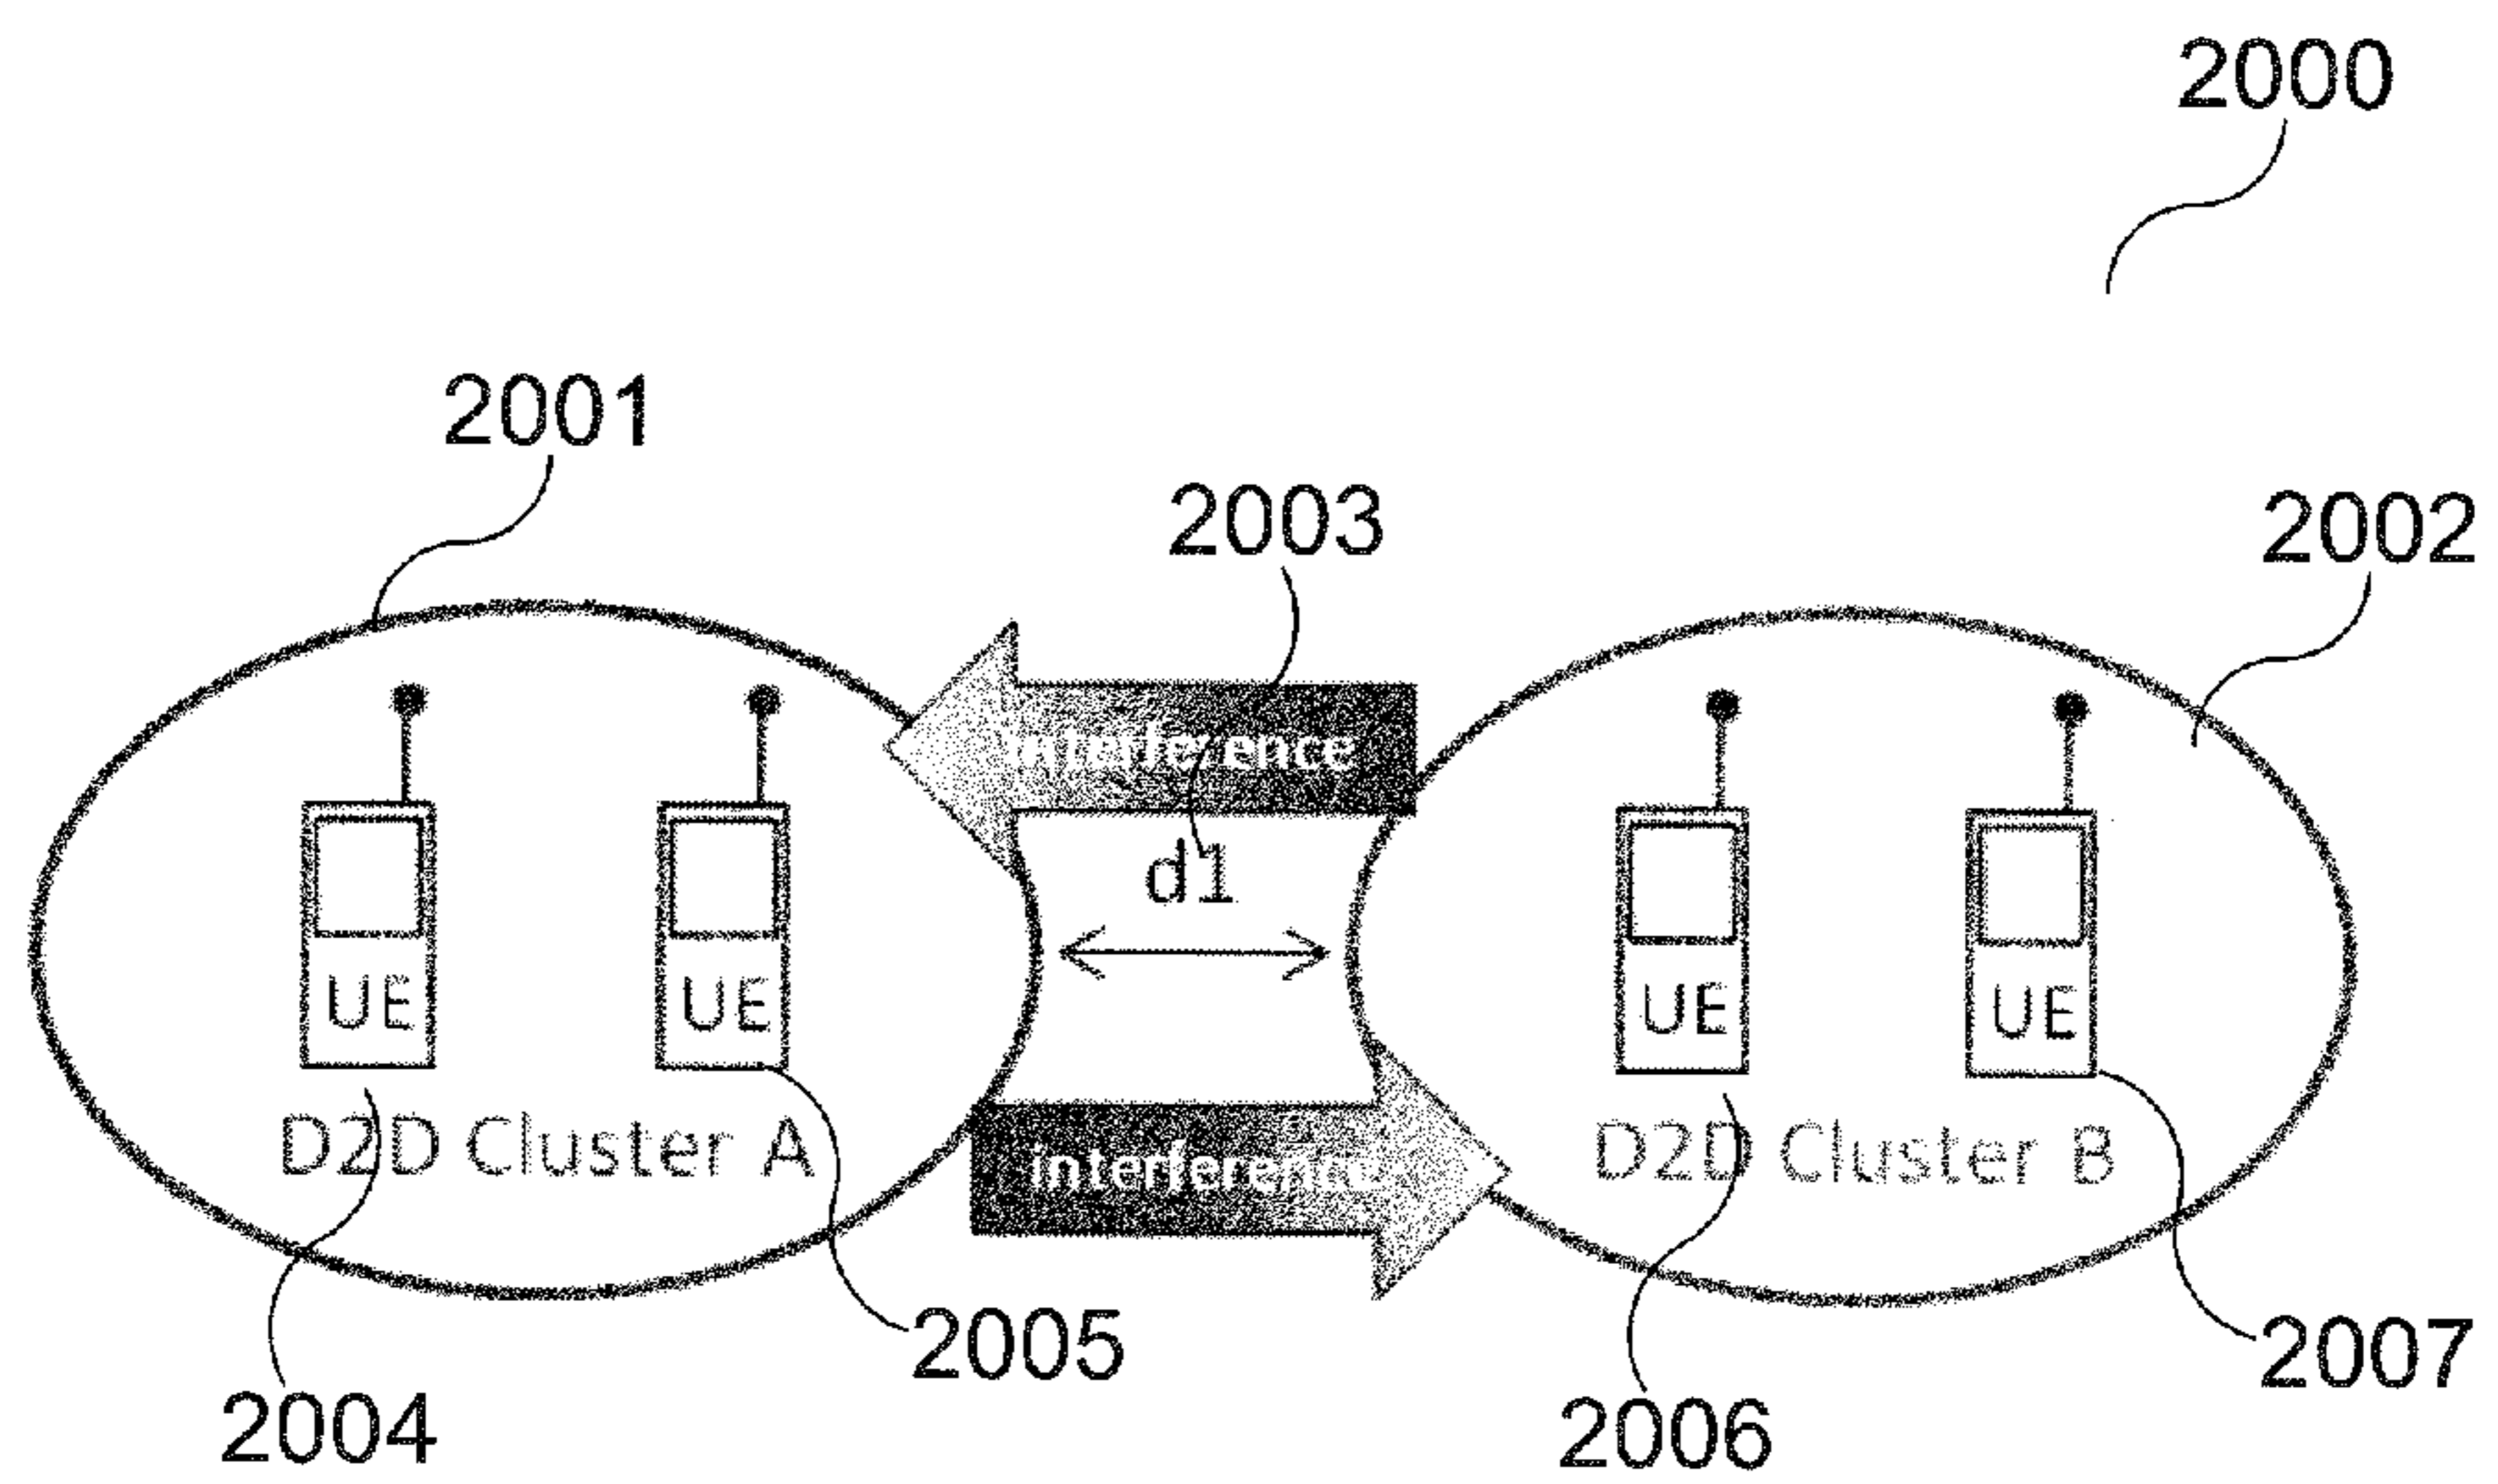 2000
2001
2003
2002
interference
d1
UE
UE
UE
UE
D2D Cluster A
interference
D2D Cluster B
2005
2007
2004
2006